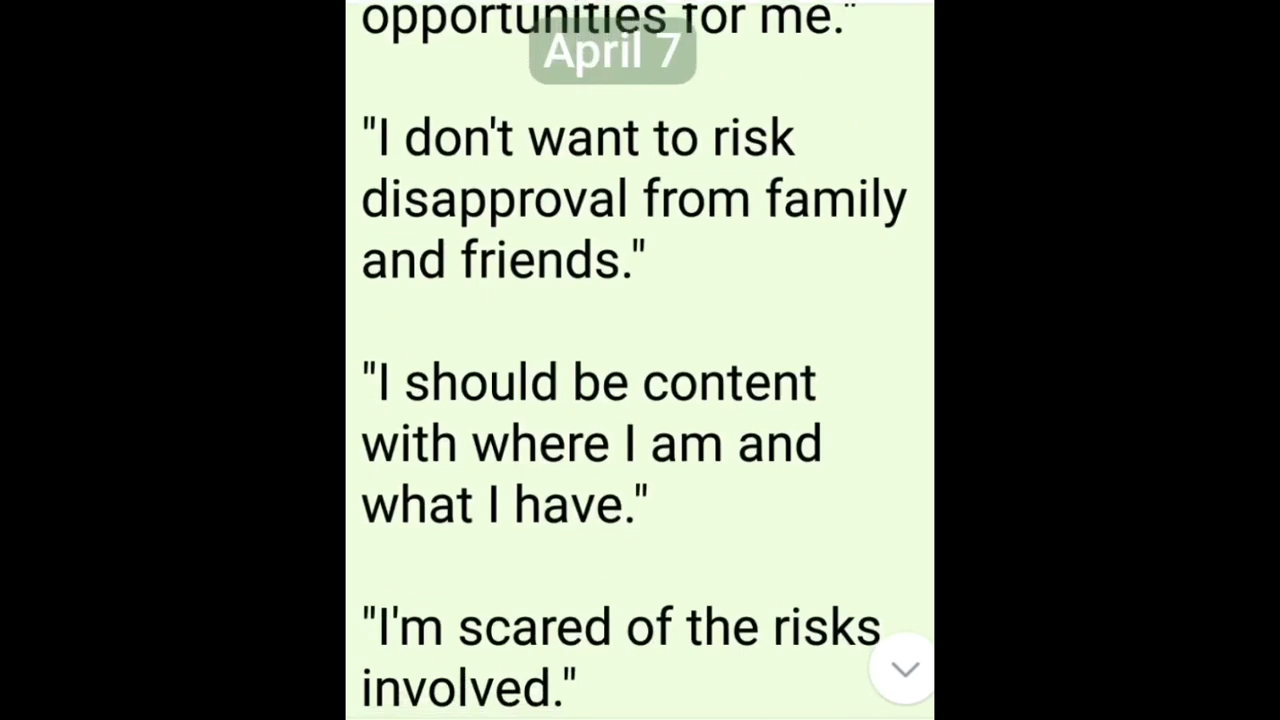 opportunities for me."
April 7
"I don't want to risk
disapproval from family
and friends."
"I should be content
with where I am and
what I have."
"I'm scared of the risks
involved."